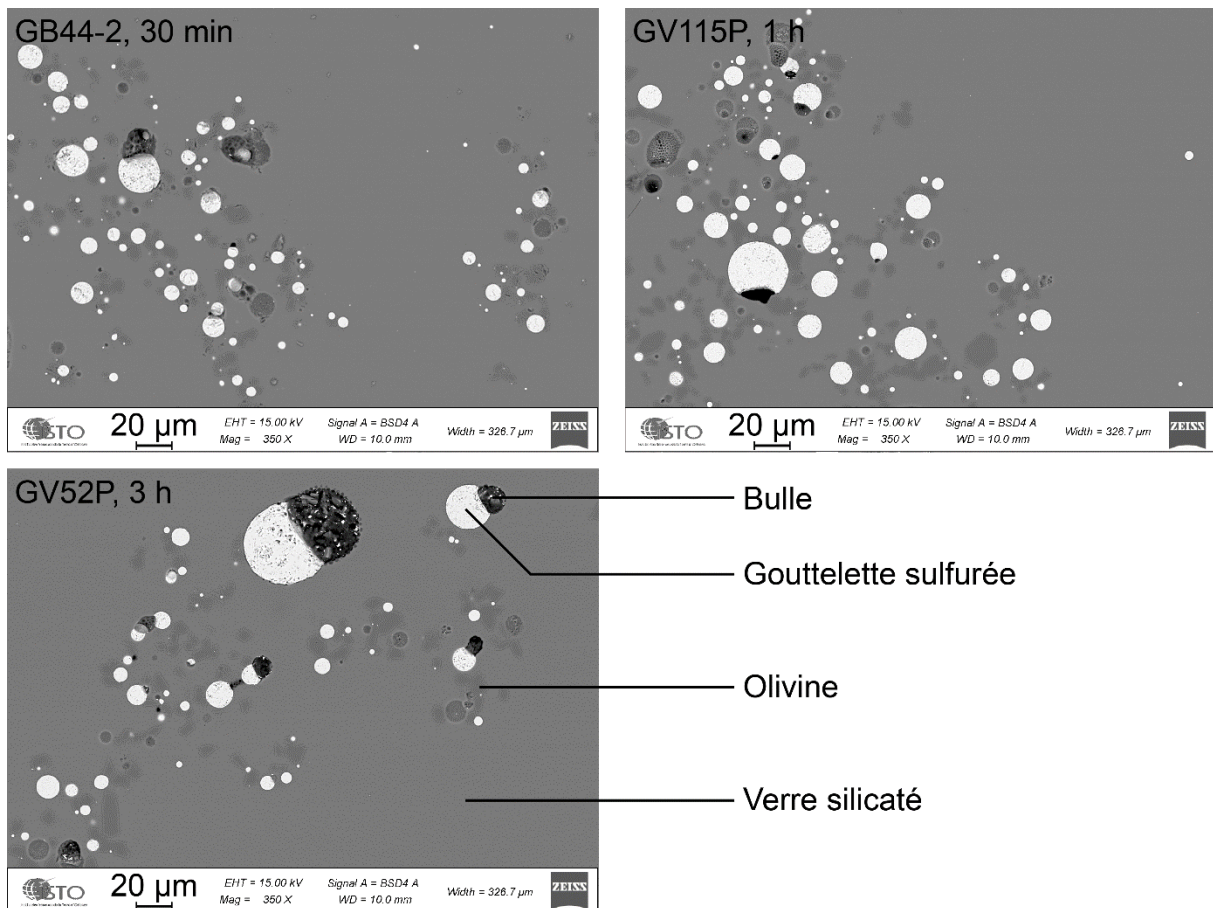 GB44-2, 30 min
ISTO
20 µm
EHT = 15.00 kV
Mag = 350 X
Signal A = BSD4 A
WD = 10.0 mm
Width = 326.7 µm
ZEISS
GV115P, 1 h
ISTO
20 µm
EHT = 15.00 kV
Mag = 350 X
Signal A = BSD4 A
WD = 10.0 mm
Width = 326.7 µm
ZEISS
GV52P, 3 h
Bulle
Gouttelette sulfurée
Olivine
Verre silicaté
ISTO
20 µm
EHT = 15.00 kV
Mag = 350 X
Signal A = BSD4 A
WD = 10.0 mm
Width = 326.7 µm
ZEISS